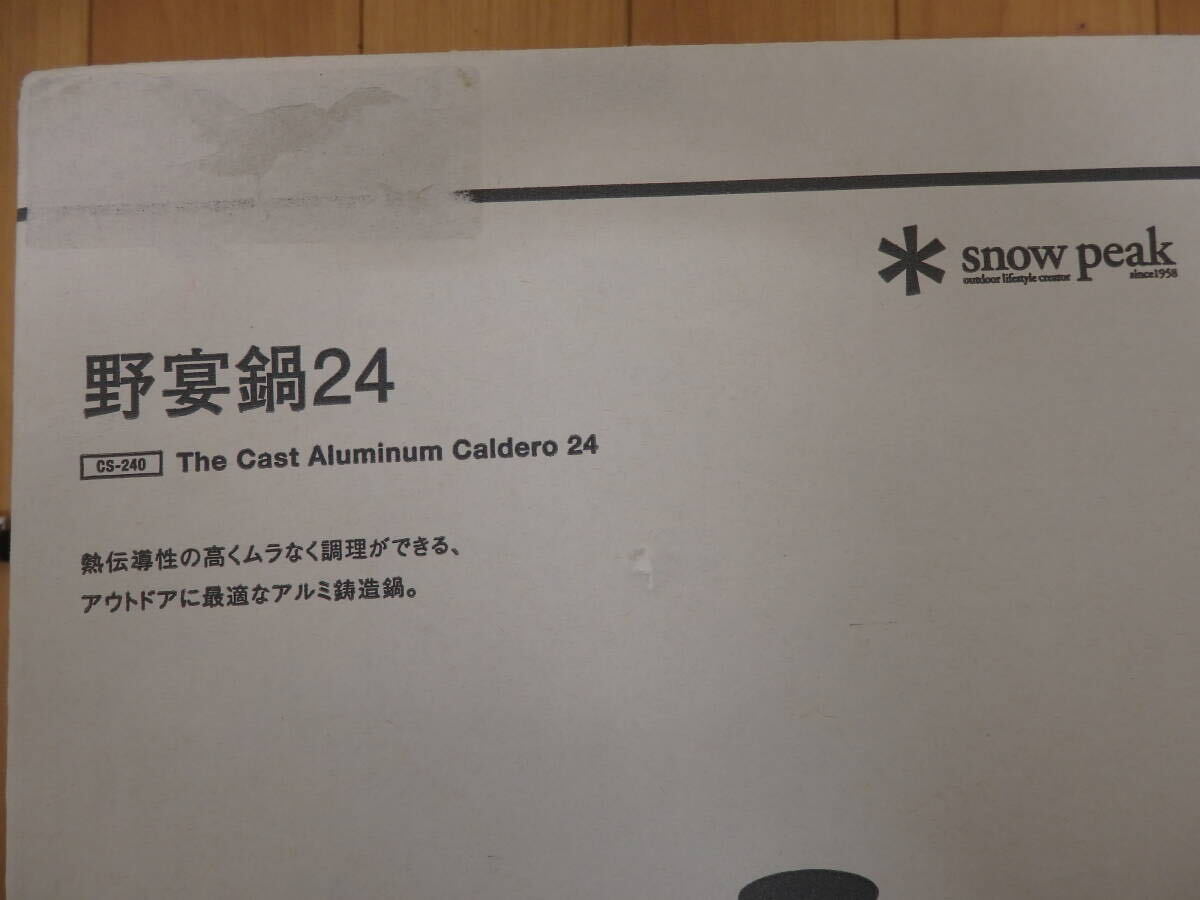 snow peak
outdoor lifestyle creator since1958
野宴鍋24
CS-240 The Cast Aluminum Caldero 24
熱伝導性の高くムラなく調理ができる、
アウトドアに最適なアルミ鋳造鍋。